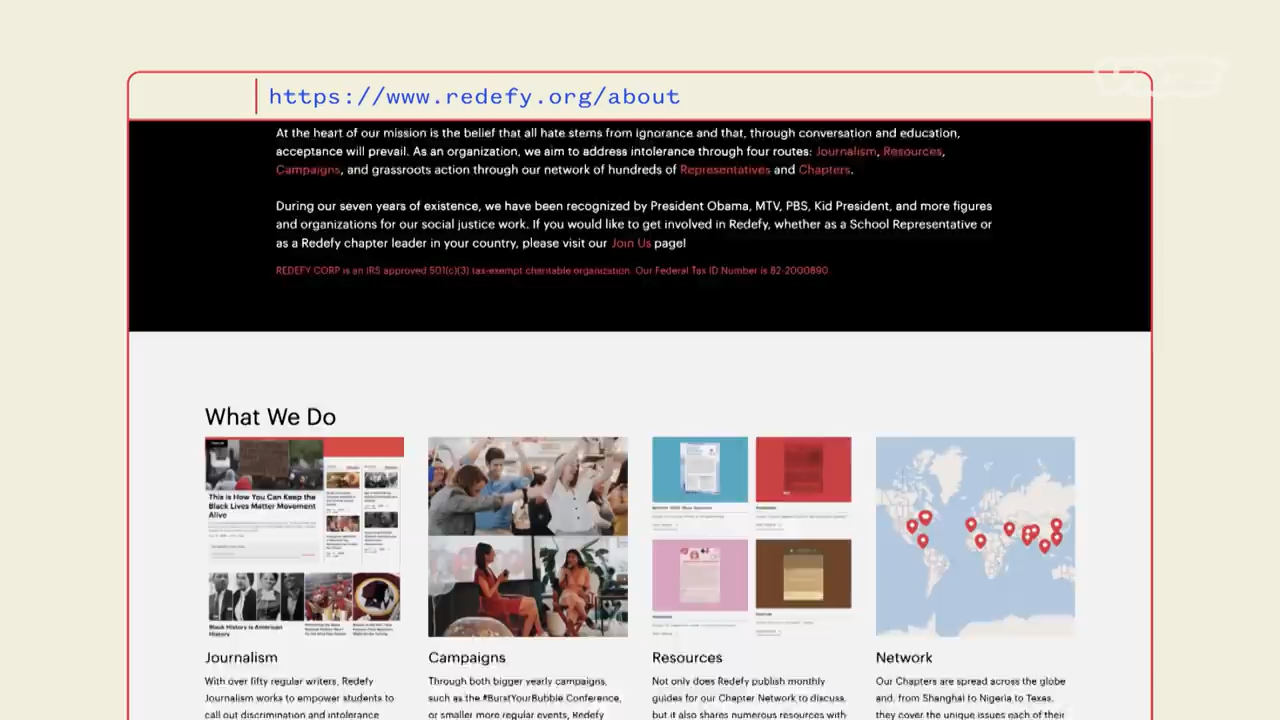 https://www.redefy.org/about
At the heart of our mission is the belief that all hate stems from ignorance and that, through conversation and education,
acceptance will prevail. As an organization, we aim to address intolerance through four routes: Journalism, Resources,
Campaigns, and grassroots action through our network of hundreds of Representatives and Chapters.
During our seven years of existence, we have been recognized by President Obama, MTV, PBS, Kid President, and more figures
and organizations for our social justice work. If you would like to get involved in Redefy, whether as a School Representative or
as a Redefy chapter leader in your country, please visit our Join Us page!
REDEFY CORP is an IRS approved 501(c)(3) tax-exempt charitable organization. Our Federal Tax ID Number is 82-2000890.
What We Do
This is How You Can Keep the
Black Lives Matter Movement
Alive
Black History is American
History
Journalism
With over fifty regular writers, Redefy
Journalism works to empower students to
call out discrimination and intolerance
Campaigns
Through both bigger yearly campaigns,
such as the #BurstYourBubble Conference,
or smaller more regular events, Redefy
Resources
Not only does Redefy publish monthly
guides for our Chapter Network to discuss,
but it also shares numerous resources with
Network
Our Chapters are spread across the globe
and, from Shanghai to Nigeria to Texas,
they cover the unique issues each of their